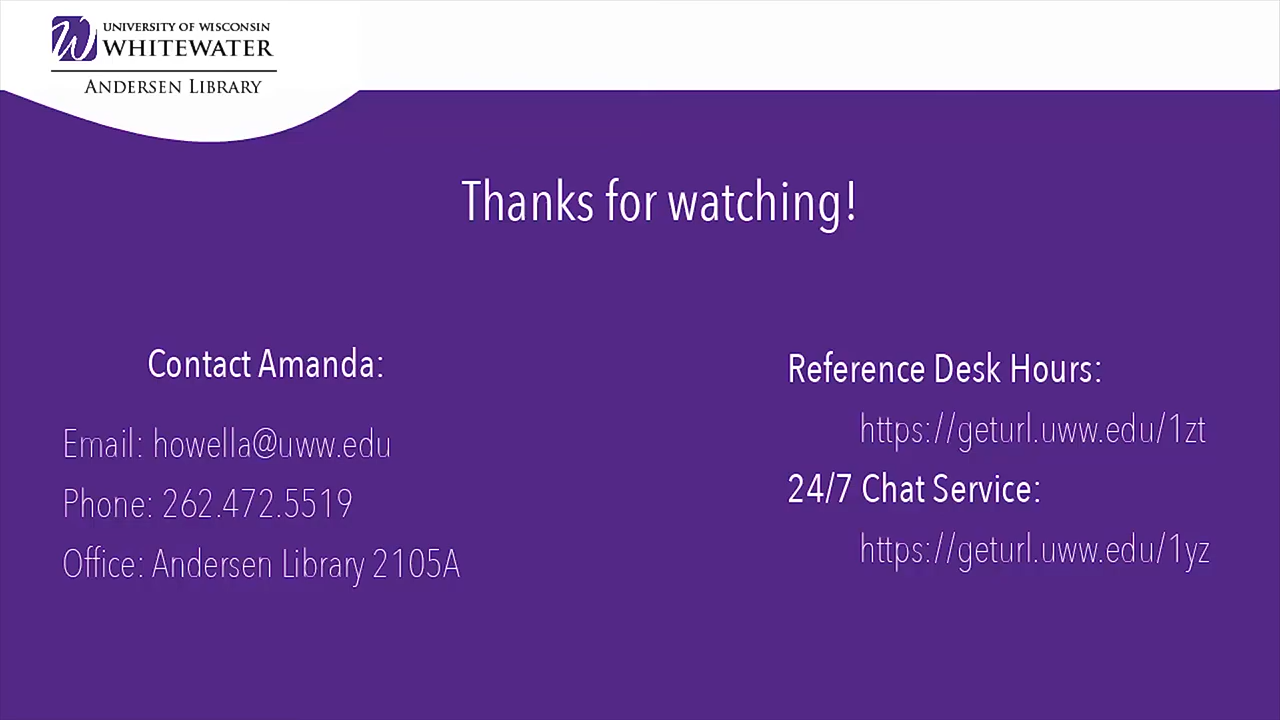 UNIVERSITY OF WISCONSIN
WHITEWATER
ANDERSEN LIBRARY
Thanks for watching!
Contact Amanda:
Email: howella@uww.edu
Phone: 262.472.5519
Office: Andersen Library 2105A
Reference Desk Hours:
https://geturl.uww.edu/1zt
24/7 Chat Service:
https://geturl.uww.edu/1yz